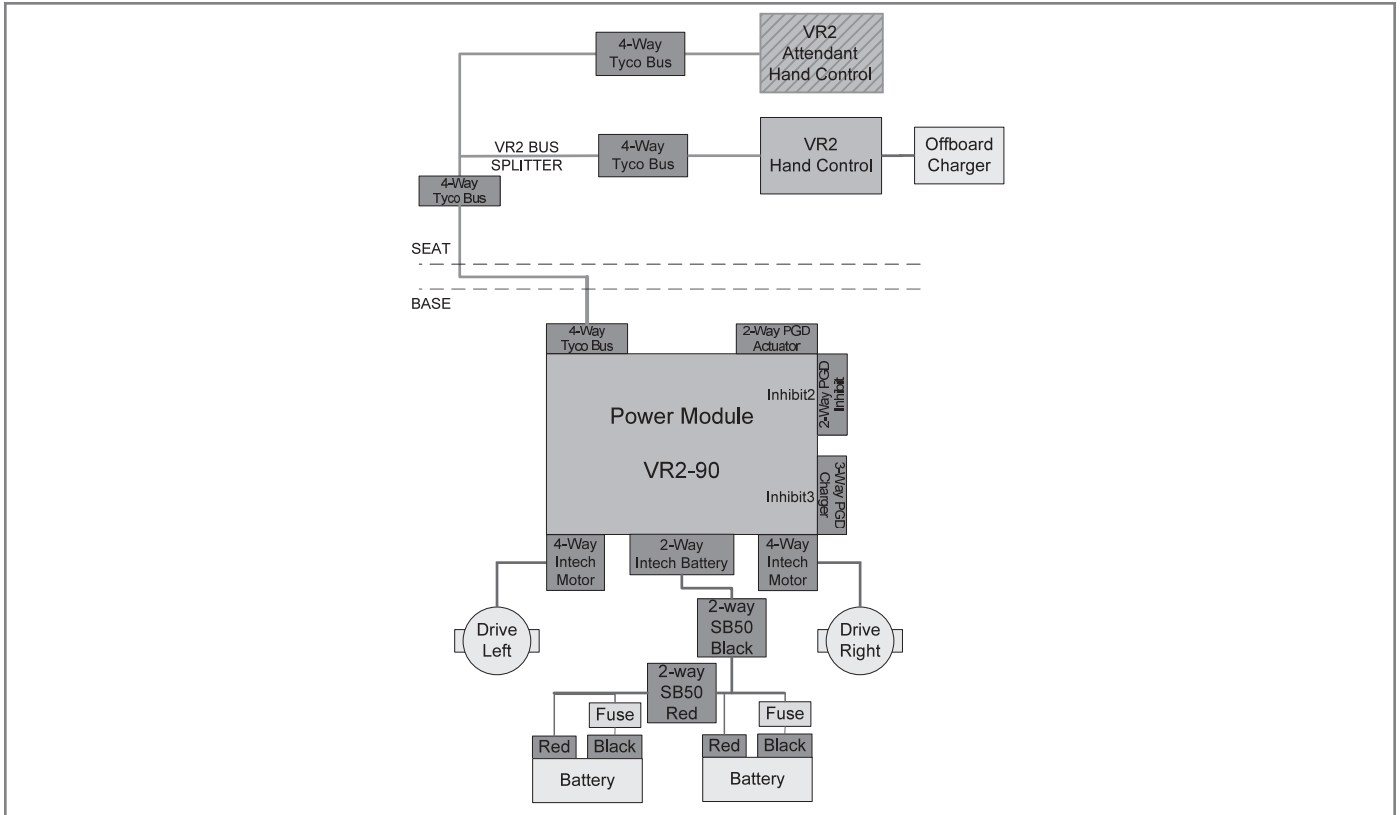 4-Way
Tyco Bus
VR2
Attendant
Hand Control
VR2 BUS
SPLITTER
4-Way
Tyco Bus
VR2
Hand Control
Offboard
Charger
4-Way
Tyco Bus
SEAT
BASE
4-Way
Tyco Bus
2-Way PGD
Actuator
Inhibit2
2-Way PGD
Inhibit
Power Module
VR2-90
Inhibit3
3-Way PGD
Charger
4-Way
Intech
Motor
2-Way
Intech Battery
4-Way
Intech
Motor
Drive
Left
2-way
SB50
Black
Drive
Right
2-way
SB50
Red
Fuse
Fuse
Red
Black
Red
Black
Battery
Battery